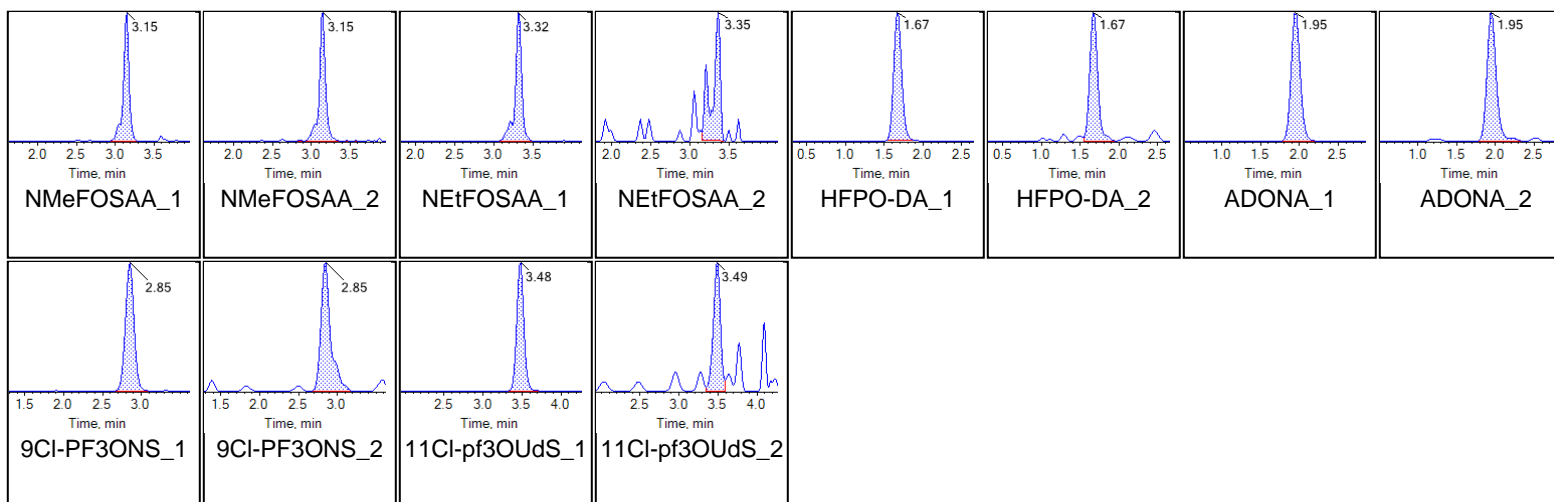 3.15
2.0 2.5 3.0 3.5
Time, min
NMeFOSAA_1
3.15
2.0 2.5 3.0 3.5
Time, min
NMeFOSAA_2
3.32
2.0 2.5 3.0 3.5
Time, min
NEtFOSAA_1
3.35
2.0 2.5 3.0 3.5
Time, min
NEtFOSAA_2
1.67
0.5 1.0 1.5 2.0 2.5
Time, min
HFPO-DA_1
1.67
0.5 1.0 1.5 2.0 2.5
Time, min
HFPO-DA_2
1.95
1.0 1.5 2.0 2.5
Time, min
ADONA_1
1.95
1.0 1.5 2.0 2.5
Time, min
ADONA_2
2.85
1.5 2.0 2.5 3.0
Time, min
9Cl-PF3ONS_1
2.85
1.5 2.0 2.5 3.0
Time, min
9Cl-PF3ONS_2
3.48
2.5 3.0 3.5 4.0
Time, min
11Cl-pf3OUdS_1
3.49
2.5 3.0 3.5 4.0
Time, min
11Cl-pf3OUdS_2